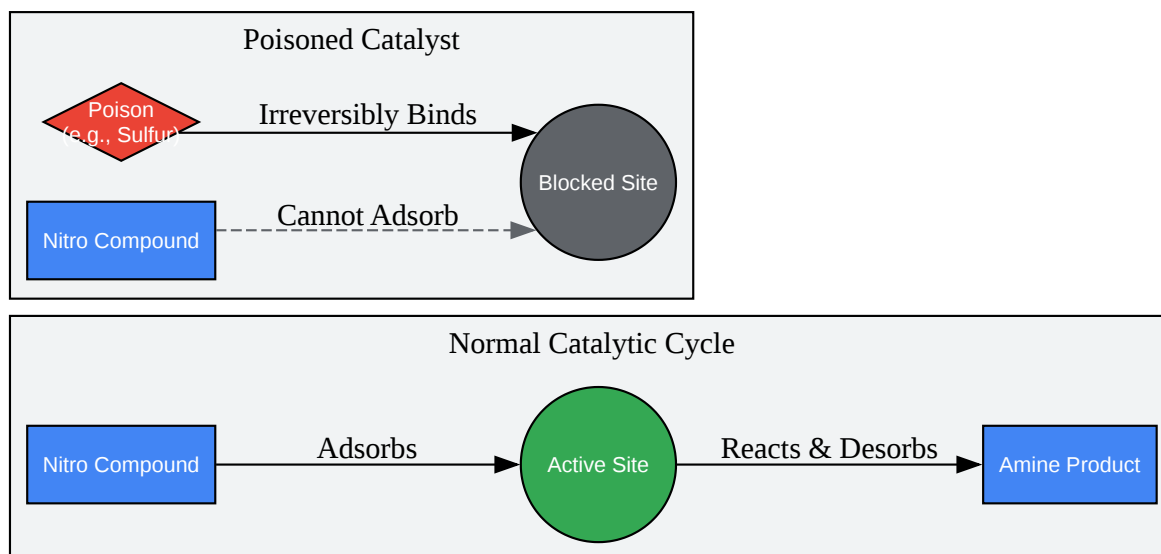 Poisoned Catalyst
Poison
(e.g., Sulfur)
Irreversibly Binds
Blocked Site
Cannot Adsorb
Nitro Compound
Normal Catalytic Cycle
Nitro Compound
Adsorbs
Active Site
Reacts & Desorbs
Amine Product